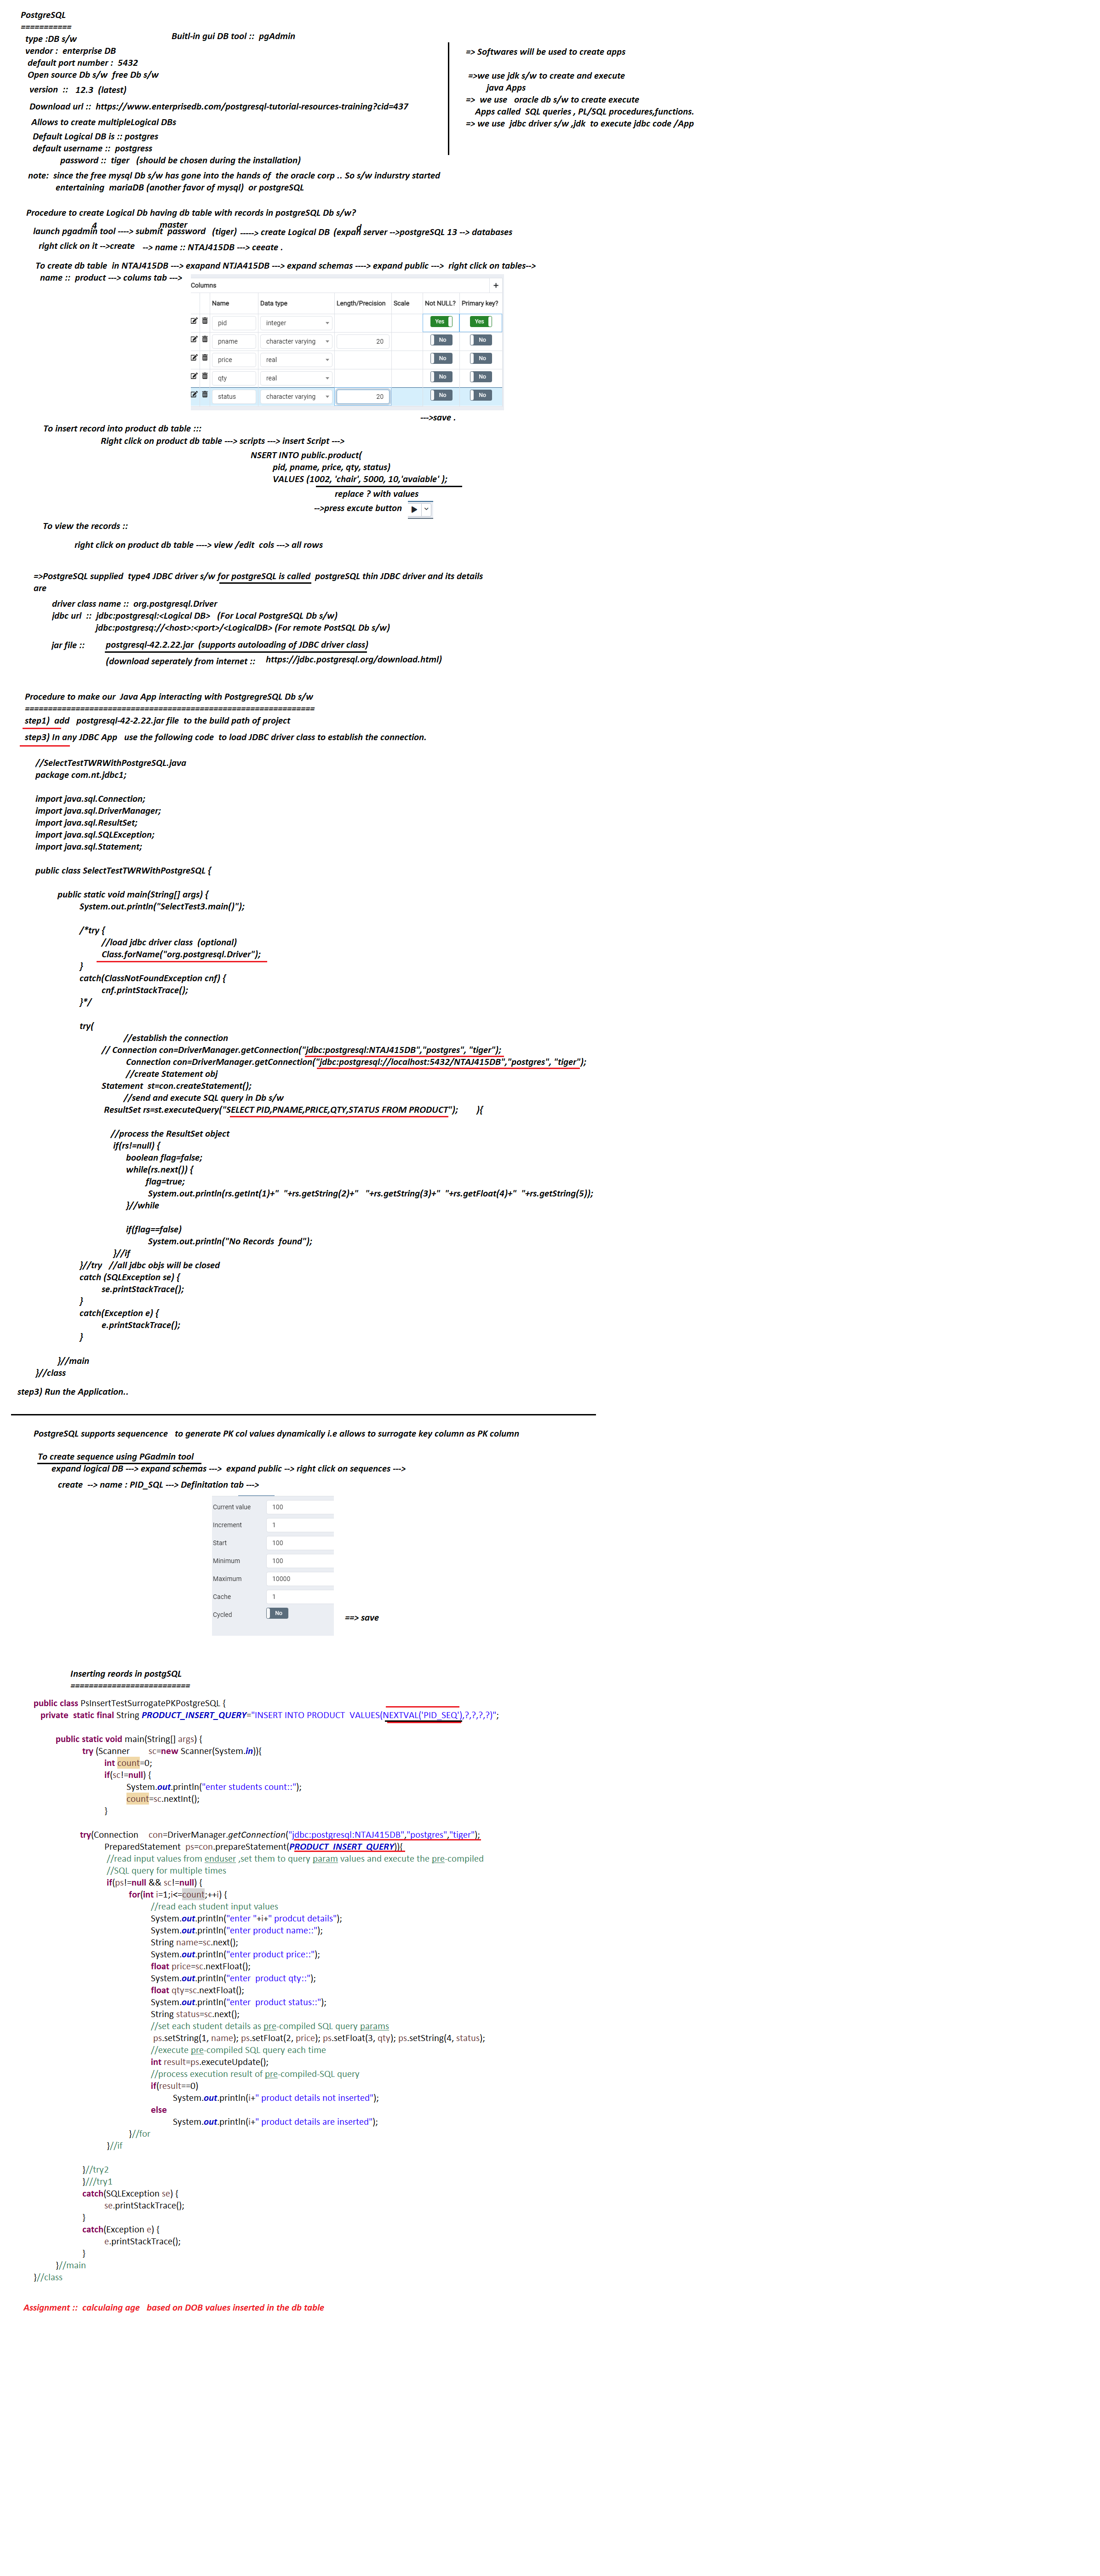 PostgreSQL
===========
type :DB s/w
Buitl-in gui DB tool :: pgAdmin
vendor : enterprise DB
default port number : 5432
Open source Db s/w free Db s/w
version :: 12.3 (latest)
Download url :: https://www.enterprisedb.com/postgresql-tutorial-resources-training?cid=437
Allows to create multipleLogical DBs
Default Logical DB is :: postgres
default username :: postgress
password :: tiger (should be chosen during the installation)
=> Softwares will be used to create apps
=>we use jdk s/w to create and execute
java Apps
=> we use oracle db s/w to create execute
Apps called SQL queries , PL/SQL procedures,functions.
=> we use jdbc driver s/w ,jdk to execute jdbc code /App
note: since the free mysql Db s/w has gone into the hands of the oracle corp .. So s/w indurstry started
entertaining mariaDB (another favor of mysql) or postgreSQL
Procedure to create Logical Db having db table with records in postgreSQL Db s/w?
4 master d
launch pgadmin tool ----> submit password (tiger) -----> create Logical DB (expan server -->postgreSQL 13 --> databases
right click on it -->create --> name :: NTAJ415DB ---> ceeate .
To create db table in NTAJ415DB ---> exapand NTJA415DB ---> expand schemas ----> expand public ---> right click on tables-->
name :: product ---> colums tab --->
Columns +
Name Data type Length/Precision Scale Not NULL? Primary key?
pid integer Yes Yes
pname character varying 20 No No
price real No No
qty real No No
status character varying 20 No No
--->save .
To insert record into product db table :::
Right click on product db table ---> scripts ---> insert Script --->
NSERT INTO public.product(
pid, pname, price, qty, status)
VALUES (1002, 'chair', 5000, 10,'avaiable' );
replace ? with values
-->press excute button
To view the records ::
right click on product db table ----> view /edit cols ---> all rows
=>PostgreSQL supplied type4 JDBC driver s/w for postgreSQL is called postgreSQL thin JDBC driver and its details
are
driver class name :: org.postgresql.Driver
jdbc url :: jdbc:postgresql:<Logical DB> (For Local PostgreSQL Db s/w)
jdbc:postgresq://<host>:<port>/<LogicalDB> (For remote PostSQL Db s/w)
jar file :: postgresql-42.2.22.jar (supports autoloading of JDBC driver class)
(download seperately from internet :: https://jdbc.postgresql.org/download.html)
Procedure to make our Java App interacting with PostgregreSQL Db s/w
===============================================================
step1) add postgresql-42-2.22.jar file to the build path of project
step3) In any JDBC App use the following code to load JDBC driver class to establish the connection.
//SelectTestTWRWithPostgreSQL.java
package com.nt.jdbc1;
import java.sql.Connection;
import java.sql.DriverManager;
import java.sql.ResultSet;
import java.sql.SQLException;
import java.sql.Statement;
public class SelectTestTWRWithPostgreSQL {
public static void main(String[] args) {
System.out.println("SelectTest3.main()");
/*try {
//load jdbc driver class (optional)
Class.forName("org.postgresql.Driver");
}
catch(ClassNotFoundException cnf) {
cnf.printStackTrace();
}*/
try(
//establish the connection
// Connection con=DriverManager.getConnection("jdbc:postgresql:NTAJ415DB","postgres", "tiger");
Connection con=DriverManager.getConnection("jdbc:postgresql://localhost:5432/NTAJ415DB","postgres", "tiger");
//create Statement obj
Statement st=con.createStatement();
//send and execute SQL query in Db s/w
ResultSet rs=st.executeQuery("SELECT PID,PNAME,PRICE,QTY,STATUS FROM PRODUCT"); ){
//process the ResultSet object
if(rs!=null) {
boolean flag=false;
while(rs.next()) {
flag=true;
System.out.println(rs.getInt(1)+" "+rs.getString(2)+" "+rs.getString(3)+" "+rs.getFloat(4)+" "+rs.getString(5));
}//while
if(flag==false)
System.out.println("No Records found");
}//if
}//try //all jdbc objs will be closed
catch (SQLException se) {
se.printStackTrace();
}
catch(Exception e) {
e.printStackTrace();
}
}//main
}//class
step3) Run the Application..
PostgreSQL supports sequencence to generate PK col values dynamically i.e allows to surrogate key column as PK column
To create sequence using PGadmin tool
expand logical DB ---> expand schemas ---> expand public --> right click on sequences --->
create --> name : PID_SQL ---> Definitation tab --->
Current value 100
Increment 1
Start 100
Minimum 100
Maximum 10000
Cache 1
Cycled No
==> save
Inserting reords in postgSQL
==========================
public class PsInsertTestSurrogatePKPostgreSQL {
private static final String PRODUCT_INSERT_QUERY="INSERT INTO PRODUCT VALUES(NEXTVAL('PID_SEQ'),?,?,?,?)";
public static void main(String[] args) {
try (Scanner sc=new Scanner(System.in)){
int count=0;
if(sc!=null) {
System.out.println("enter students count::");
count=sc.nextInt();
}
try(Connection con=DriverManager.getConnection("jdbc:postgresql:NTAJ415DB","postgres","tiger");
PreparedStatement ps=con.prepareStatement(PRODUCT_INSERT_QUERY)){
//read input values from enduser ,set them to query param values and execute the pre-compiled
//SQL query for multiple times
if(ps!=null && sc!=null) {
for(int i=1;i<=count;++i) {
//read each student input values
System.out.println("enter "+i+" prodcut details");
System.out.println("enter product name::");
String name=sc.next();
System.out.println("enter product price::");
float price=sc.nextFloat();
System.out.println("enter product qty::");
float qty=sc.nextFloat();
System.out.println("enter product status::");
String status=sc.next();
//set each student details as pre-compiled SQL query params
ps.setString(1, name); ps.setFloat(2, price); ps.setFloat(3, qty); ps.setString(4, status);
//execute pre-compiled SQL query each time
int result=ps.executeUpdate();
//process execution result of pre-compiled-SQL query
if(result==0)
System.out.println(i+" product details not inserted");
else
System.out.println(i+" product details are inserted");
}//for
}//if
}//try2
}///try1
catch(SQLException se) {
se.printStackTrace();
}
catch(Exception e) {
e.printStackTrace();
}
}//main
}//class
Assignment :: calculaing age based on DOB values inserted in the db table